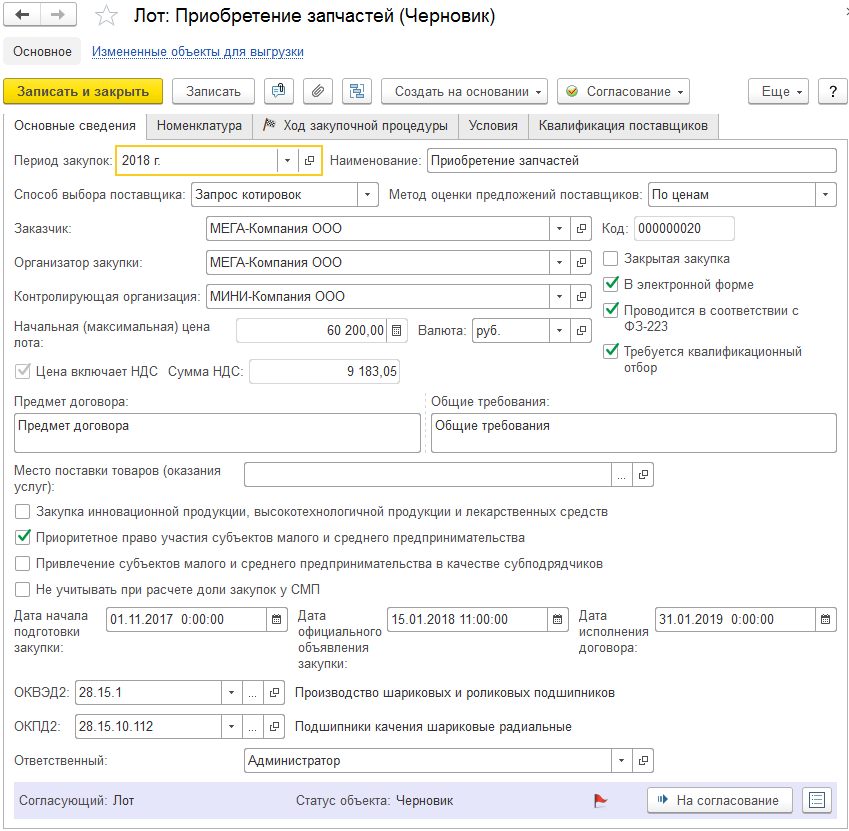 Лот: Приобретение запчастей (Черновик)
Основное Измененные объекты для выгрузки
Записать и закрыть Записать Создать на основании Согласование Еще ?
Основные сведения Номенклатура Ход закупочной процедуры Условия Квалификация поставщиков
Период закупок: 2018 г. Наименование: Приобретение запчастей
Способ выбора поставщика: Запрос котировок Метод оценки предложений поставщиков: По ценам
Заказчик: МЕГА-Компания ООО Код: 000000020
Организатор закупки: МЕГА-Компания ООО Закрытая закупка
В электронной форме
Контролирующая организация: МИНИ-Компания ООО
Проводится в соответствии с
ФЗ-223
Начальная (максимальная) цена
лота: 60 200,00 Валюта: руб.
Требуется квалификационный
отбор
Цена включает НДС Сумма НДС: 9 183,05
Предмет договора: Общие требования:
Предмет договора Общие требования
Место поставки товаров (оказания
услуг): ...
Закупка инновационной продукции, высокотехнологичной продукции и лекарственных средств
Приоритетное право участия субъектов малого и среднего предпринимательства
Привлечение субъектов малого и среднего предпринимательства в качестве субподрядчиков
Не учитывать при расчете доли закупок у СМП
Дата начала
подготовки
закупки: 01.11.2017 0:00:00
Дата
официального
объявления
закупки: 15.01.2018 11:00:00
Дата
исполнения
договора: 31.01.2019 0:00:00
ОКВЭД2: 28.15.1 ... Производство шариковых и роликовых подшипников
ОКПД2: 28.15.10.112 ... Подшипники качения шариковые радиальные
Ответственный: Администратор
Согласующий: Лот Статус объекта: Черновик На согласование